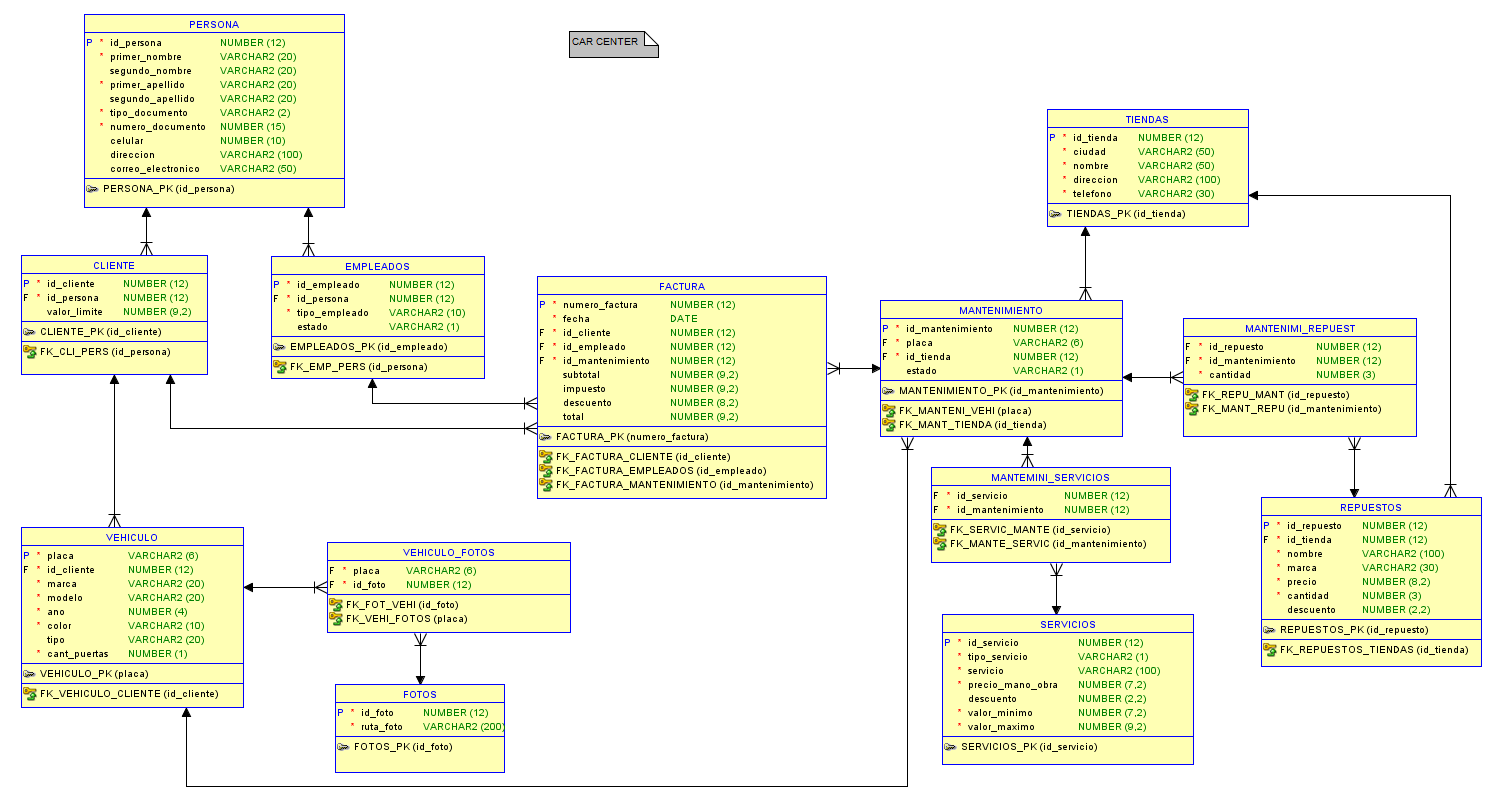 PERSONA
P * id_persona NUMBER (12)
* primer_nombre VARCHAR2 (20)
segundo_nombre VARCHAR2 (20)
* primer_apellido VARCHAR2 (20)
segundo_apellido VARCHAR2 (20)
* tipo_documento VARCHAR2 (2)
* numero_documento NUMBER (15)
celular NUMBER (10)
direccion VARCHAR2 (100)
correo_electronico VARCHAR2 (50)
PERSONA_PK (id_persona)
CAR CENTER
TIENDAS
P * id_tienda NUMBER (12)
* ciudad VARCHAR2 (50)
* nombre VARCHAR2 (50)
* direccion VARCHAR2 (100)
* telefono VARCHAR2 (30)
TIENDAS_PK (id_tienda)
CLIENTE
P * id_cliente NUMBER (12)
F * id_persona NUMBER (12)
valor_limite NUMBER (9,2)
CLIENTE_PK (id_cliente)
FK_CLI_PERS (id_persona)
EMPLEADOS
P * id_empleado NUMBER (12)
F * id_persona NUMBER (12)
* tipo_empleado VARCHAR2 (10)
estado VARCHAR2 (1)
EMPLEADOS_PK (id_empleado)
FK_EMP_PERS (id_persona)
FACTURA
P * numero_factura NUMBER (12)
* fecha DATE
F * id_cliente NUMBER (12)
F * id_empleado NUMBER (12)
F * id_mantenimiento NUMBER (12)
subtotal NUMBER (9,2)
impuesto NUMBER (9,2)
descuento NUMBER (8,2)
total NUMBER (9,2)
FACTURA_PK (numero_factura)
FK_FACTURA_CLIENTE (id_cliente)
FK_FACTURA_EMPLEADOS (id_empleado)
FK_FACTURA_MANTENIMIENTO (id_mantenimiento)
MANTENIMIENTO
P * id_mantenimiento NUMBER (12)
F * placa VARCHAR2 (6)
F * id_tienda NUMBER (12)
estado VARCHAR2 (1)
MANTENIMIENTO_PK (id_mantenimiento)
FK_MANTENI_VEHI (placa)
FK_MANT_TIENDA (id_tienda)
MANTENIMI_REPUEST
F * id_repuesto NUMBER (12)
F * id_mantenimiento NUMBER (12)
* cantidad NUMBER (3)
FK_REPU_MANT (id_repuesto)
FK_MANT_REPU (id_mantenimiento)
MANTEMINI_SERVICIOS
F * id_servicio NUMBER (12)
F * id_mantenimiento NUMBER (12)
FK_SERVIC_MANTE (id_servicio)
FK_MANTE_SERVIC (id_mantenimiento)
REPUESTOS
P * id_repuesto NUMBER (12)
F * id_tienda NUMBER (12)
* nombre VARCHAR2 (100)
* marca VARCHAR2 (30)
* precio NUMBER (8,2)
* cantidad NUMBER (3)
descuento NUMBER (2,2)
REPUESTOS_PK (id_repuesto)
FK_REPUESTOS_TIENDAS (id_tienda)
VEHICULO
P * placa VARCHAR2 (6)
F * id_cliente NUMBER (12)
* marca VARCHAR2 (20)
* modelo VARCHAR2 (20)
* ano NUMBER (4)
* color VARCHAR2 (10)
tipo VARCHAR2 (20)
* cant_puertas NUMBER (1)
VEHICULO_PK (placa)
FK_VEHICULO_CLIENTE (id_cliente)
VEHICULO_FOTOS
F * placa VARCHAR2 (6)
F * id_foto NUMBER (12)
FK_FOT_VEHI (id_foto)
FK_VEHI_FOTOS (placa)
FOTOS
P * id_foto NUMBER (12)
* ruta_foto VARCHAR2 (200)
FOTOS_PK (id_foto)
SERVICIOS
P * id_servicio NUMBER (12)
* tipo_servicio VARCHAR2 (1)
* servicio VARCHAR2 (100)
* precio_mano_obra NUMBER (7,2)
descuento NUMBER (2,2)
* valor_minimo NUMBER (7,2)
* valor_maximo NUMBER (9,2)
SERVICIOS_PK (id_servicio)